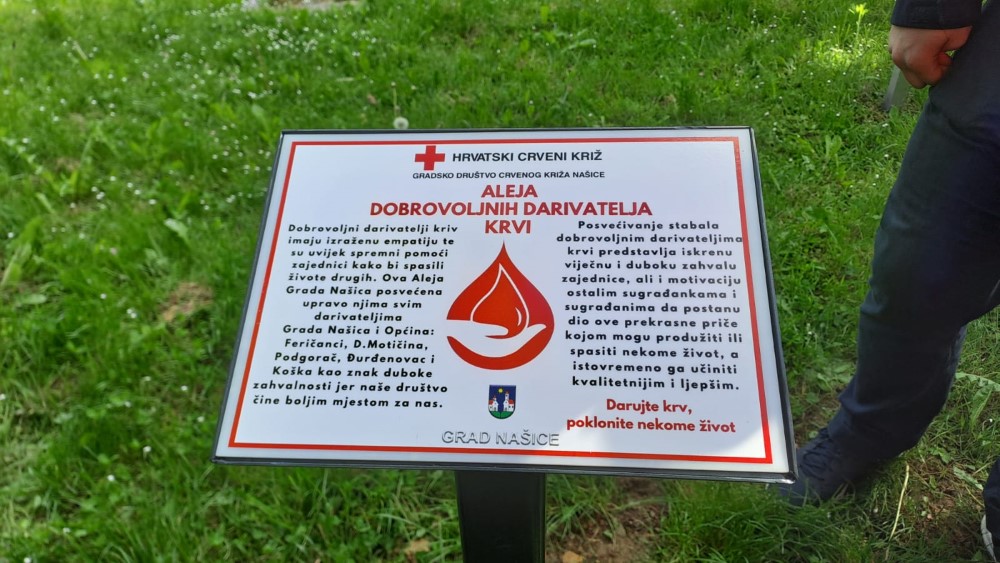 HRVATSKI CRVENI KRIŽ
GRADSKO DRUŠTVO CRVENOG KRIŽA NAŠICE
ALEJA
DOBROVOLJNIH DARIVATELJA
KRVI
Dobrovoljni darivatelji kriv
imaju izraženu empatiju te
su uvijek spremni pomoći
zajednici kako bi spasili
živote drugih. Ova Aleja
Grada Našica posvećena
upravo njima svim
darivateljima
Grada Našica i Općina:
Feričanci, D.Motičina,
Podgorač, Đurđenovac i
Koška kao znak duboke
zahvalnosti jer naše društvo
čine boljim mjestom za nas.
Posvećivanje stabala
dobrovoljnim darivateljima
krvi predstavlja iskrenu
viječnu i duboku zahvalu
zajednice, ali i motivaciju
ostalim sugrađankama i
sugrađanima da postanu
dio ove prekrasne priče
kojom mogu produžiti ili
spasiti nekome život, a
istovremeno ga učiniti
kvalitetnijim i ljepšim.
Darujte krv,
poklonite nekome život
GRAD NAŠICE